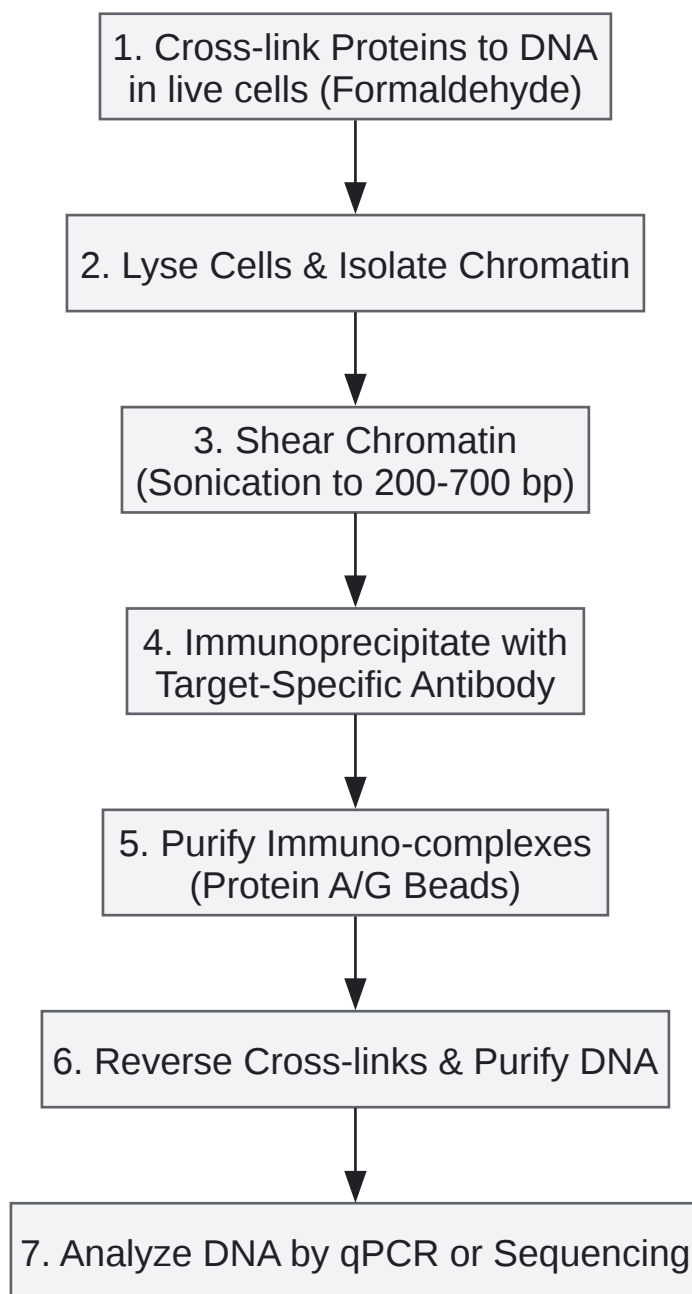 1. Cross-link Proteins to DNA
in live cells (Formaldehyde)
2. Lyse Cells & Isolate Chromatin
3. Shear Chromatin
(Sonication to 200-700 bp)
4. Immunoprecipitate with
Target-Specific Antibody
5. Purify Immuno-complexes
(Protein A/G Beads)
6. Reverse Cross-links & Purify DNA
7. Analyze DNA by qPCR or Sequencing